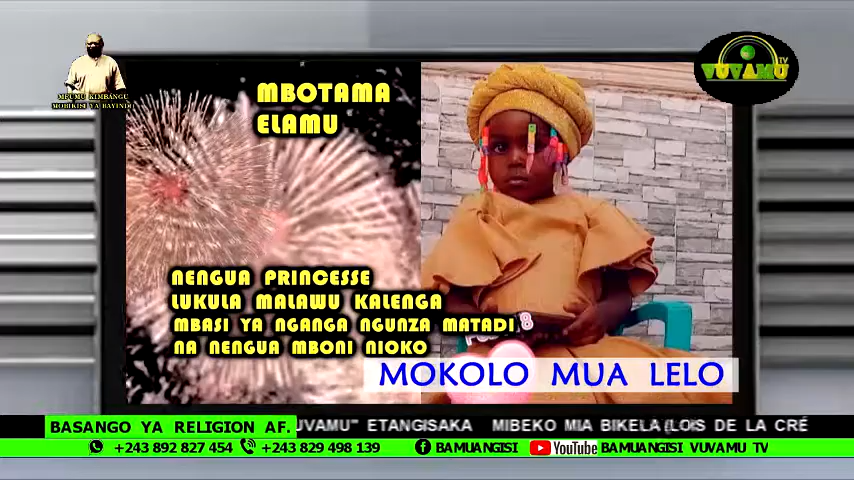 MFUMU KIMBANGU
MOBIKISI YA BAYINDI
VUVAMU TV
MBOTAMA
ELAMU
NENGUA PRINCESSE
LUKULA MALAWU KALENGA
MBASI YA NGANGA NGUNZA MATADI
NA NENGUA MBONI NIOKO
MOKOLO MUA LELO
BASANGO YA RELIGION AF. UVAMU" ETANGISAKA MIBEKO MIA BIKELA (LOIS DE LA CRÉ
+243 892 827 454 +243 829 498 139 BAMUANGISI YouTube BAMUANGISI VUVAMU TV